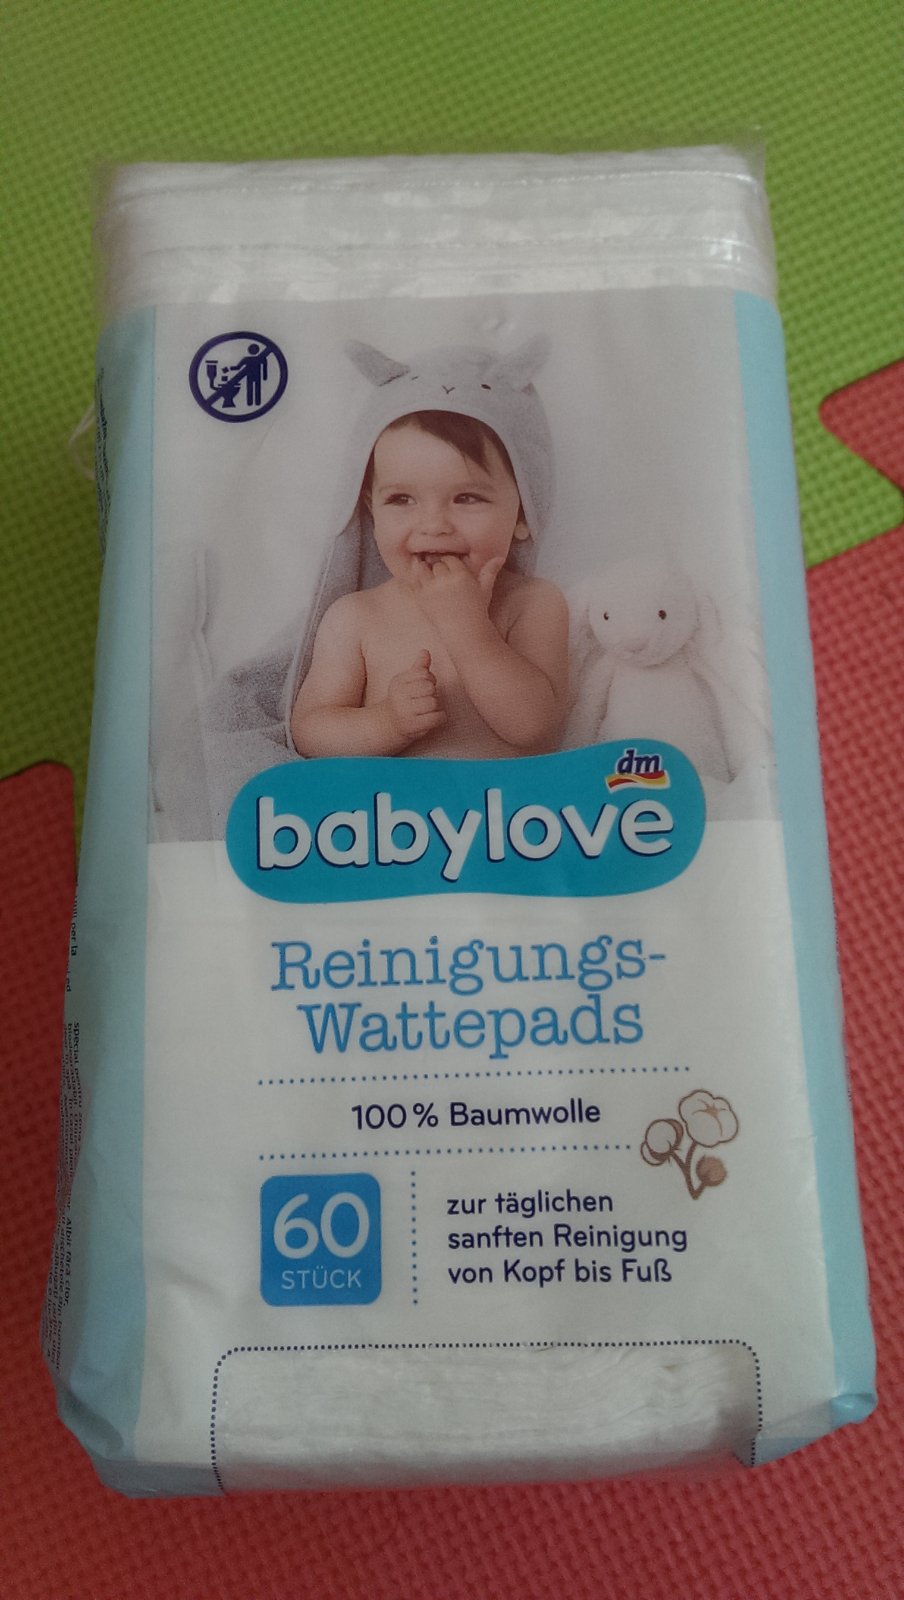 dm
babylove
Reinigungs-
Wattepads
100% Baumwolle
60
STÜCK
zur täglichen
sanften Reinigung
von Kopf bis Fuß